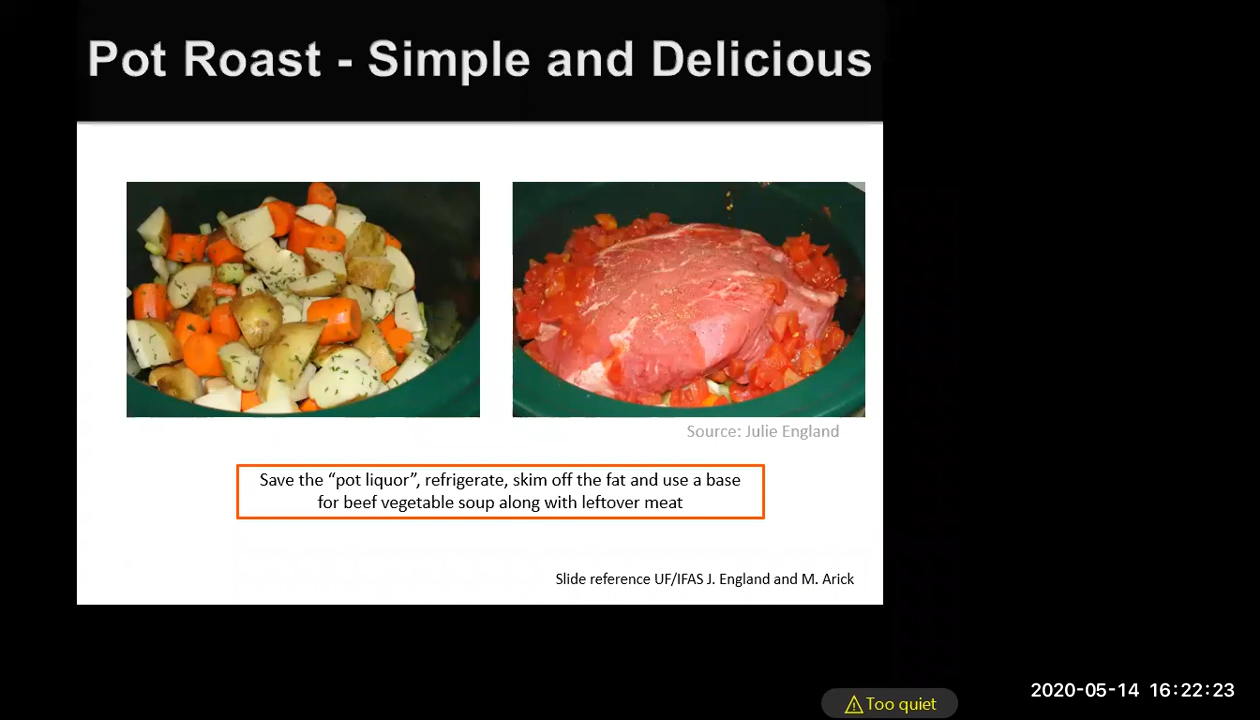 Pot Roast - Simple and Delicious
Source: Julie England
Save the “pot liquor”, refrigerate, skim off the fat and use a base
for beef vegetable soup along with leftover meat
Slide reference UF/IFAS J. England and M. Arick
Too quiet
2020-05-14 16:22:23